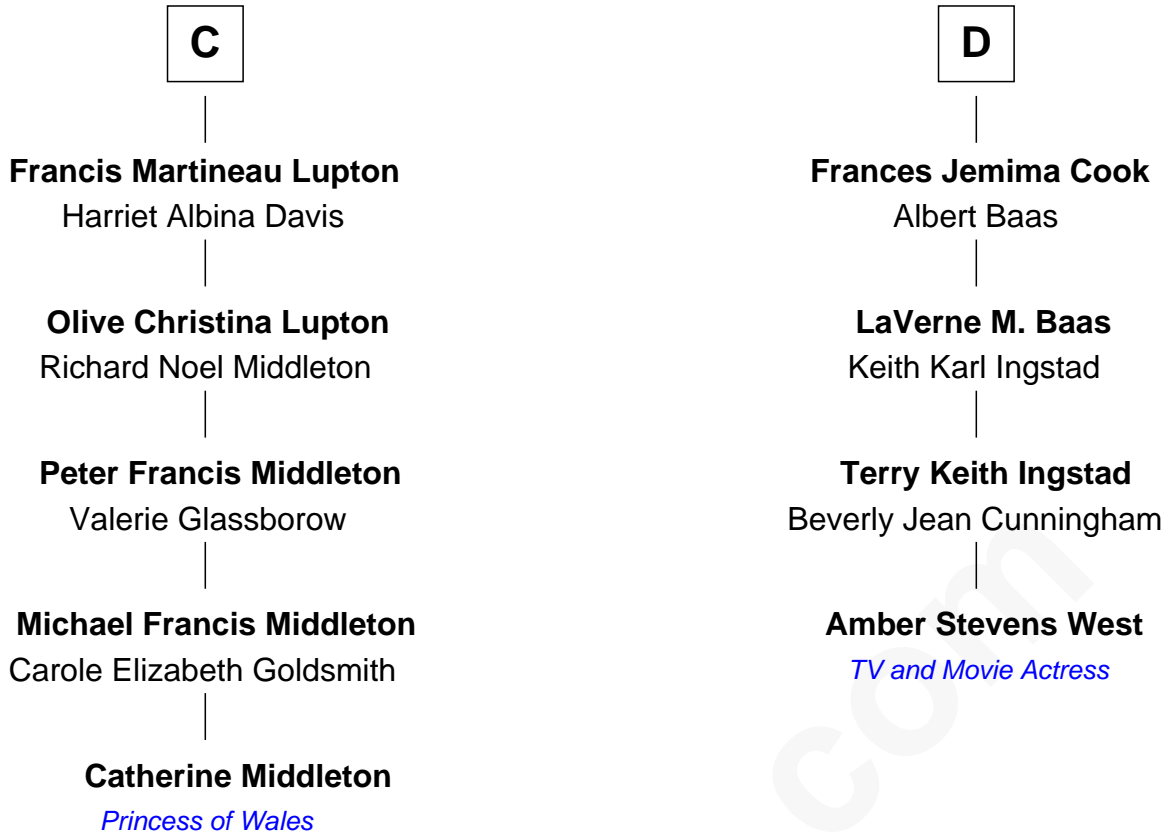 C
Francis Martineau Lupton
Harriet Albina Davis
Olive Christina Lupton
Richard Noel Middleton
Peter Francis Middleton
Valerie Glassborow
Michael Francis Middleton
Carole Elizabeth Goldsmith
Catherine Middleton
Princess of Wales
D
Frances Jemima Cook
Albert Baas
LaVerne M. Baas
Keith Karl Ingstad
Terry Keith Ingstad
Beverly Jean Cunningham
Amber Stevens West
TV and Movie Actress
com